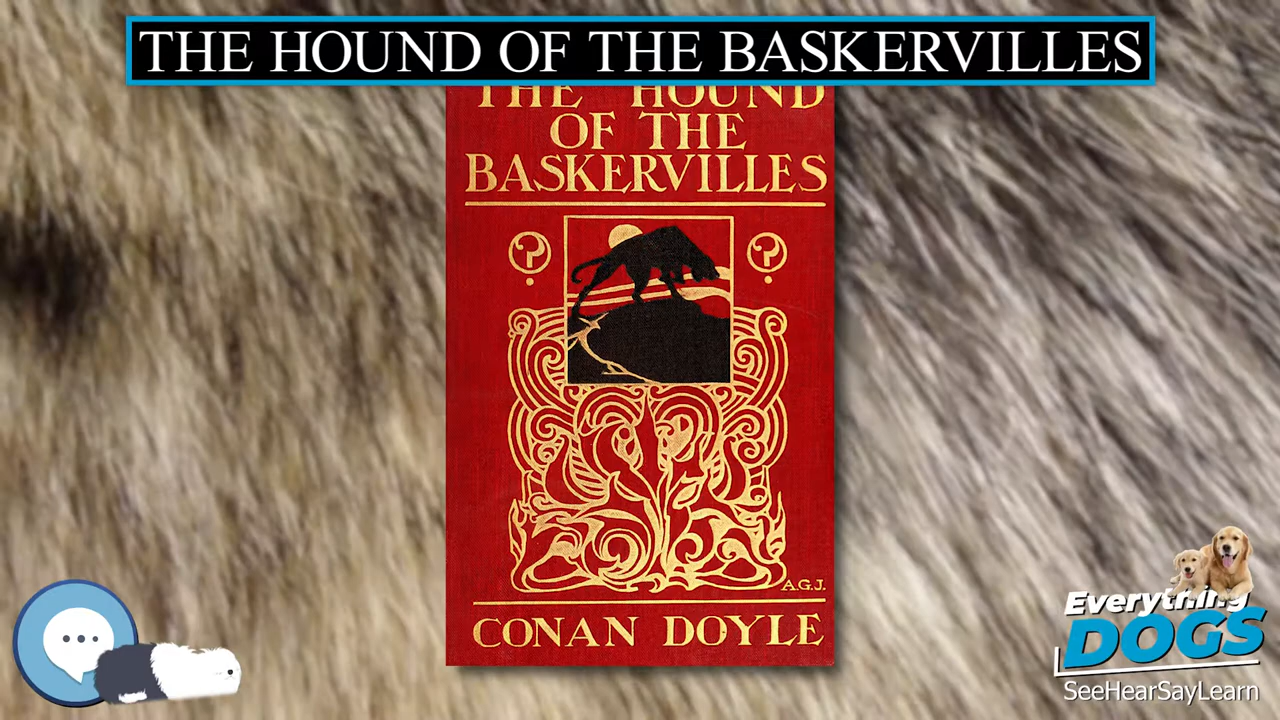 THE HOUND OF THE BASKERVILLES
THE HOUND
OF THE
BASKERVILLES
?
?
A.G.J.
CONAN DOYLE
Everything
DOGS
SeeHearSayLearn